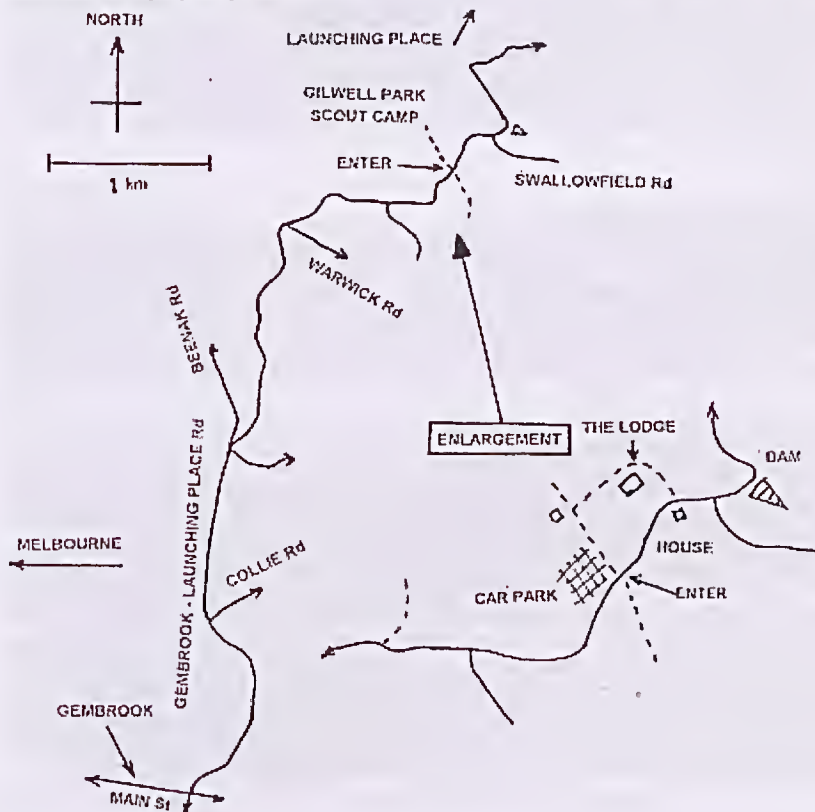 NORTH
LAUNCHING PLACE
GILWELL PARK
SCOUT CAMP
ENTER
1 km
SWALLOWFIELD Rd
WARWICK Rd
BEENAK Rd
ENLARGEMENT
THE LODGE
DAM
GEMBROOK - LAUNCHING PLACE Rd
MELBOURNE
COLLIE Rd
HOUSE
CAR PARK
ENTER
GEMBROOK
MAIN St